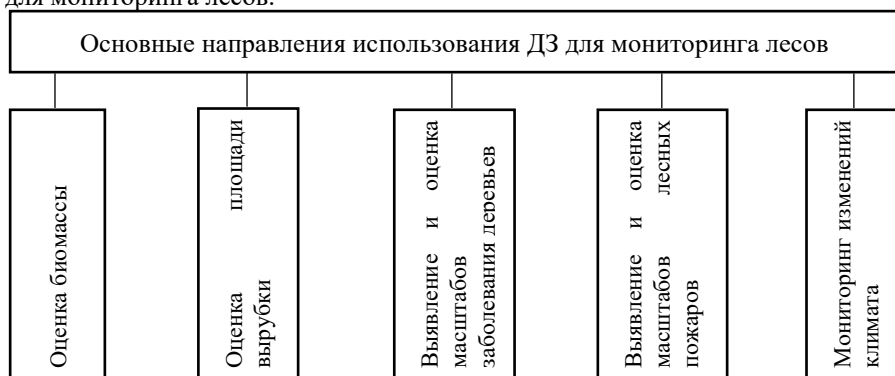 для мониторинга лесов.
Основные направления использования ДЗ для мониторинга лесов
Оценка биомассы
Оценка площади
вырубки
Выявление и оценка
масштабов
заболевания деревьев
Выявление и оценка
масштабов лесных
пожаров
Мониторинг изменений
климата